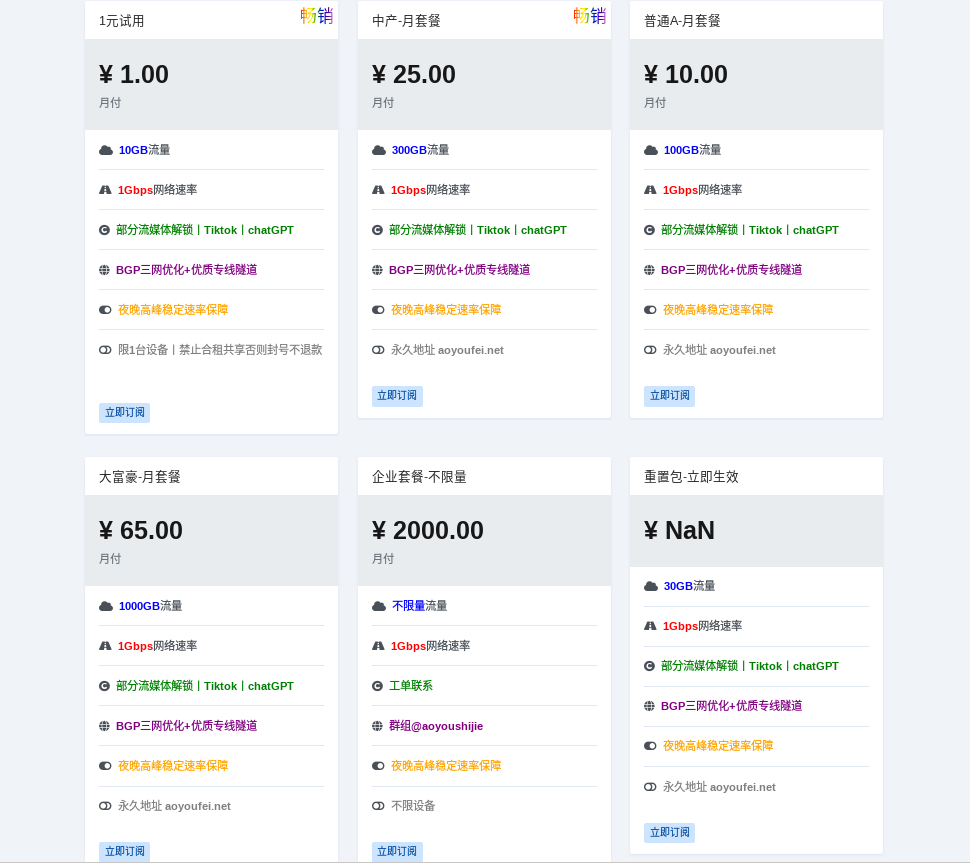 1元试用
畅销
¥ 1.00
月付
10GB流量
1Gbps网络速率
部分流媒体解锁丨Tiktok丨chatGPT
BGP三网优化+优质专线隧道
夜晚高峰稳定速率保障
限1台设备丨禁止合租共享否则封号不退款
立即订阅
中产-月套餐
畅销
¥ 25.00
月付
300GB流量
1Gbps网络速率
部分流媒体解锁丨Tiktok丨chatGPT
BGP三网优化+优质专线隧道
夜晚高峰稳定速率保障
永久地址 aoyoufei.net
立即订阅
普通A-月套餐
¥ 10.00
月付
100GB流量
1Gbps网络速率
部分流媒体解锁丨Tiktok丨chatGPT
BGP三网优化+优质专线隧道
夜晚高峰稳定速率保障
永久地址 aoyoufei.net
立即订阅
大富豪-月套餐
¥ 65.00
月付
1000GB流量
1Gbps网络速率
部分流媒体解锁丨Tiktok丨chatGPT
BGP三网优化+优质专线隧道
夜晚高峰稳定速率保障
永久地址 aoyoufei.net
立即订阅
企业套餐-不限量
¥ 2000.00
月付
不限量流量
1Gbps网络速率
工单联系
群组@aoyoushijie
夜晚高峰稳定速率保障
不限设备
立即订阅
重置包-立即生效
¥ NaN
30GB流量
1Gbps网络速率
部分流媒体解锁丨Tiktok丨chatGPT
BGP三网优化+优质专线隧道
夜晚高峰稳定速率保障
永久地址 aoyoufei.net
立即订阅